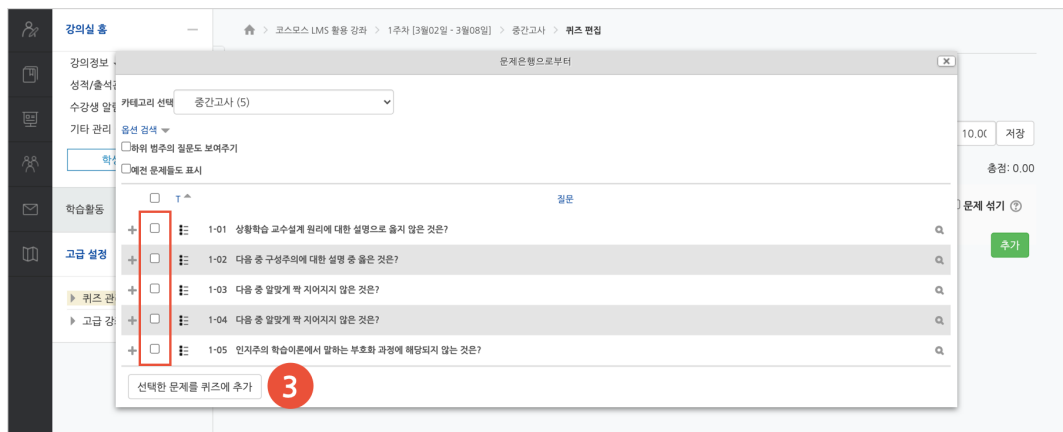 강의실 홈
코스모스 LMS 활용 강좌 > 1주차 [3월02일 - 3월08일] > 중간고사 > 퀴즈 편집
강의정보
성적/출석
수강생 알
기타 관리
학습활동
고급 설정
퀴즈 관
고급 강
문제은행으로부터
카테고리 선택 중간고사 (5)
옵션 검색
하위 범주의 질문도 보여주기
예전 문제들도 표시
T 질문
1-01 상황학습 교수설계 원리에 대한 설명으로 옳지 않은 것은?
1-02 다음 중 구성주의에 대한 설명 중 옳은 것은?
1-03 다음 중 알맞게 짝 지어지지 않은 것은?
1-04 다음 중 알맞게 짝 지어지지 않은 것은?
1-05 인지주의 학습이론에서 말하는 부호화 과정에 해당되지 않는 것은?
선택한 문제를 퀴즈에 추가
3
10.0 저장
총점: 0.00
문제 섞기
추가